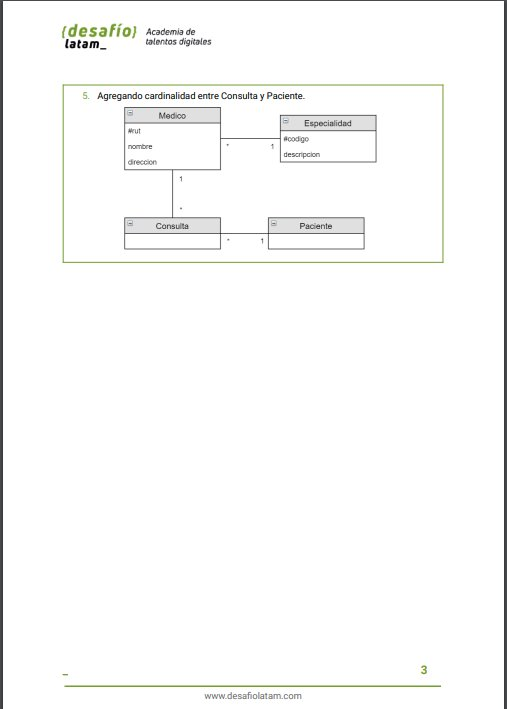 {desafío}
latam_
Academia de
talentos digitales
5. Agregando cardinalidad entre Consulta y Paciente.
Medico
#rut
nombre
direccion
Especialidad
#codigo
descripcion
* 1
1
*
Consulta
Paciente
* 1
_
3
www.desafiolatam.com